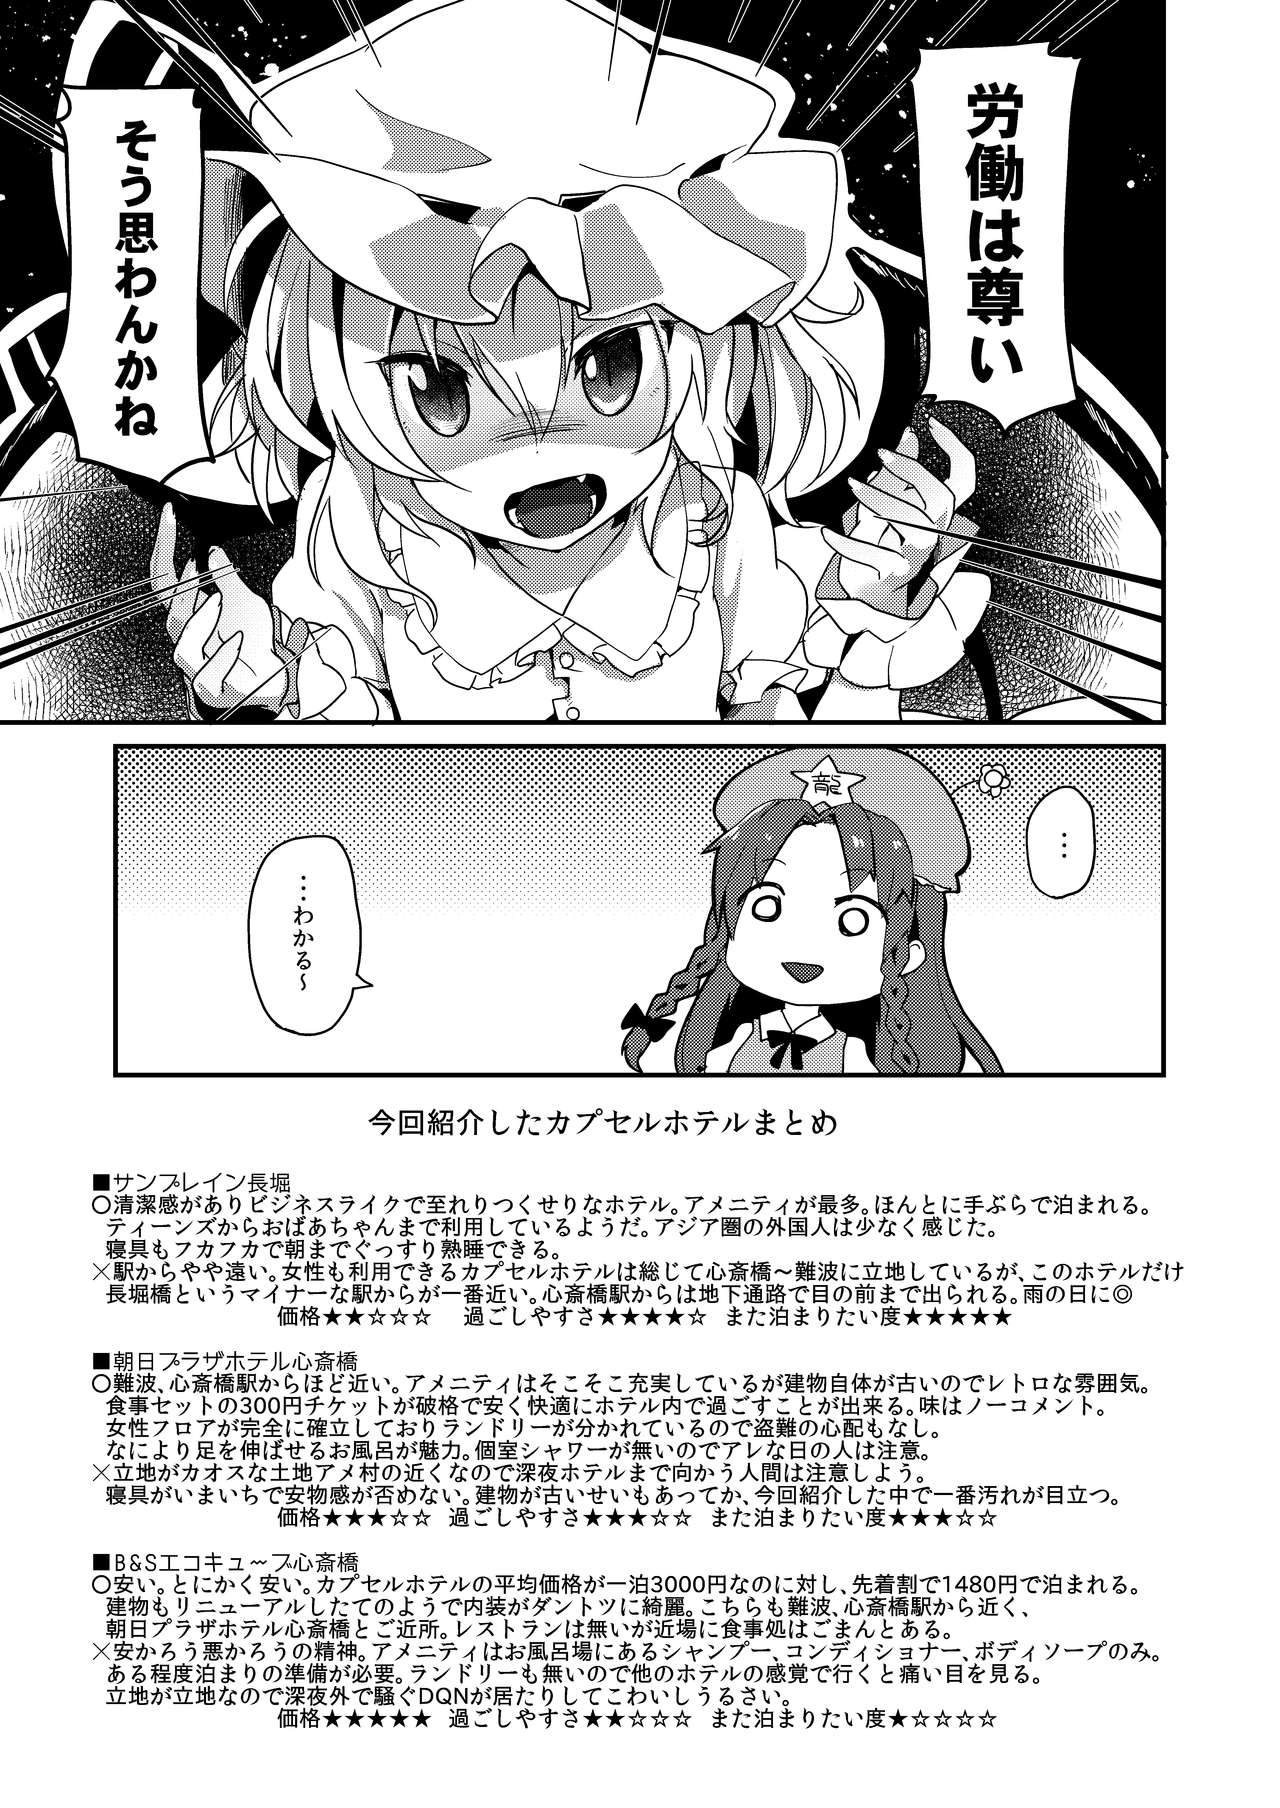 労働は尊い
そう思わんかね
龍
…
…わかる～
今回紹介したカプセルホテルまとめ
■サンプレイン長堀
○清潔感がありビジネスライクで至れりつくせりなホテル。アメニティが最多。ほんとに手ぶらで泊まれる。
ティーンズからおばあちゃんまで利用しているようだ。アジア圏の外国人は少なく感じた。
寝具もフカフカで朝までぐっすり熟睡できる。
×駅からやや遠い。女性も利用できるカプセルホテルは総じて心斎橋～難波に立地しているが、このホテルだけ
長堀橋というマイナーな駅からが一番近い。心斎橋駅からは地下通路で目の前まで出られる。雨の日に◎
価格★★☆☆☆　過ごしやすさ★★★★☆　また泊まりたい度★★★★★
■朝日プラザホテル心斎橋
○難波、心斎橋駅からほど近い。アメニティはそこそこ充実しているが建物自体が古いのでレトロな雰囲気。
食事セットの300円チケットが破格で安く快適にホテル内で過ごすことが出来る。味はノーコメント。
女性フロアが完全に確立しておりランドリーが分かれているので盗難の心配もなし。
なにより足を伸ばせるお風呂が魅力。個室シャワーが無いのでアレな日の人は注意。
×立地がカオスな土地アメ村の近くなので深夜ホテルまで向かう人間は注意しよう。
寝具がいまいちで安物感が否めない。建物が古いせいもあってか、今回紹介した中で一番汚れが目立つ。
価格★★★☆☆　過ごしやすさ★★★☆☆　また泊まりたい度★★★☆☆
■B&Sエコキューブ心斎橋
○安い。とにかく安い。カプセルホテルの平均価格が一泊3000円なのに対し、先着割で1480円で泊まれる。
建物もリニューアルしたてのようで内装がダントツに綺麗。こちらも難波、心斎橋駅から近く、
朝日プラザホテル心斎橋とご近所。レストランは無いが近場に食事処はごまんとある。
×安かろう悪かろうの精神。アメニティはお風呂場にあるシャンプー、コンディショナー、ボディソープのみ。
ある程度泊まりの準備が必要。ランドリーも無いので他のホテルの感覚で行くと痛い目を見る。
立地が立地なので深夜外で騒ぐDQNが居たりしてこわいしうるさい。
価格★★★★★　過ごしやすさ★★☆☆☆　また泊まりたい度★☆☆☆☆